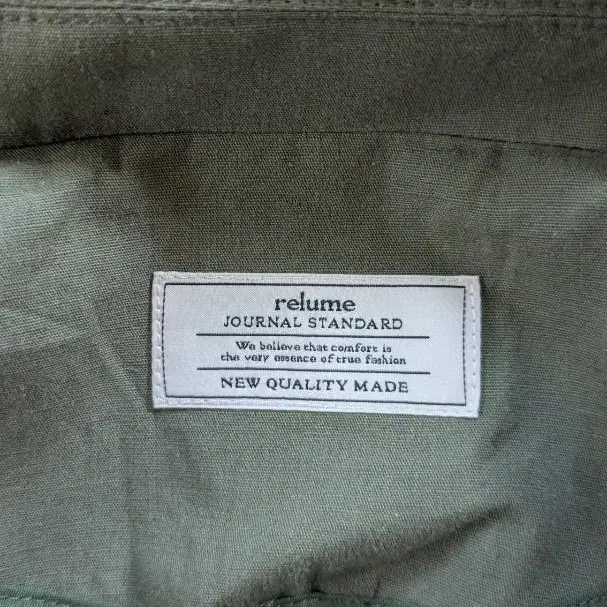 relume
JOURNAL STANDARD
We believe that comfort is
the very essence of true fashion
NEW QUALITY MADE